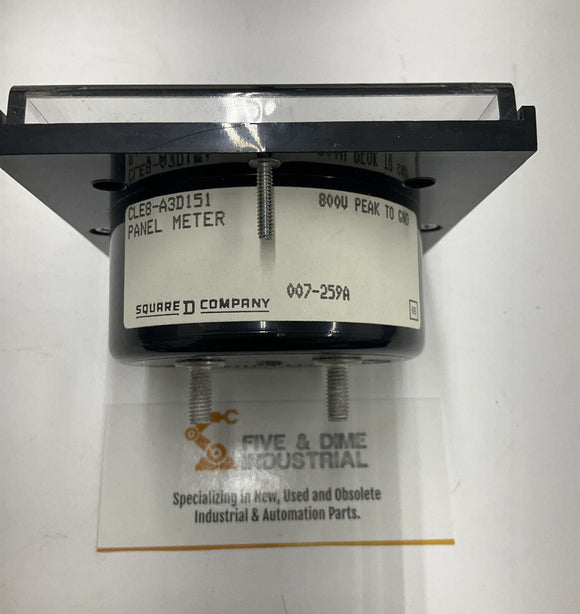 CLE8-A3D151
PANEL METER
800V PEAK TO GND
007-259A
SQUARE D COMPANY
FIVE & DIME
INDUSTRIAL
Specializing in New, Used and Obsolete
Industrial & Automation Parts.